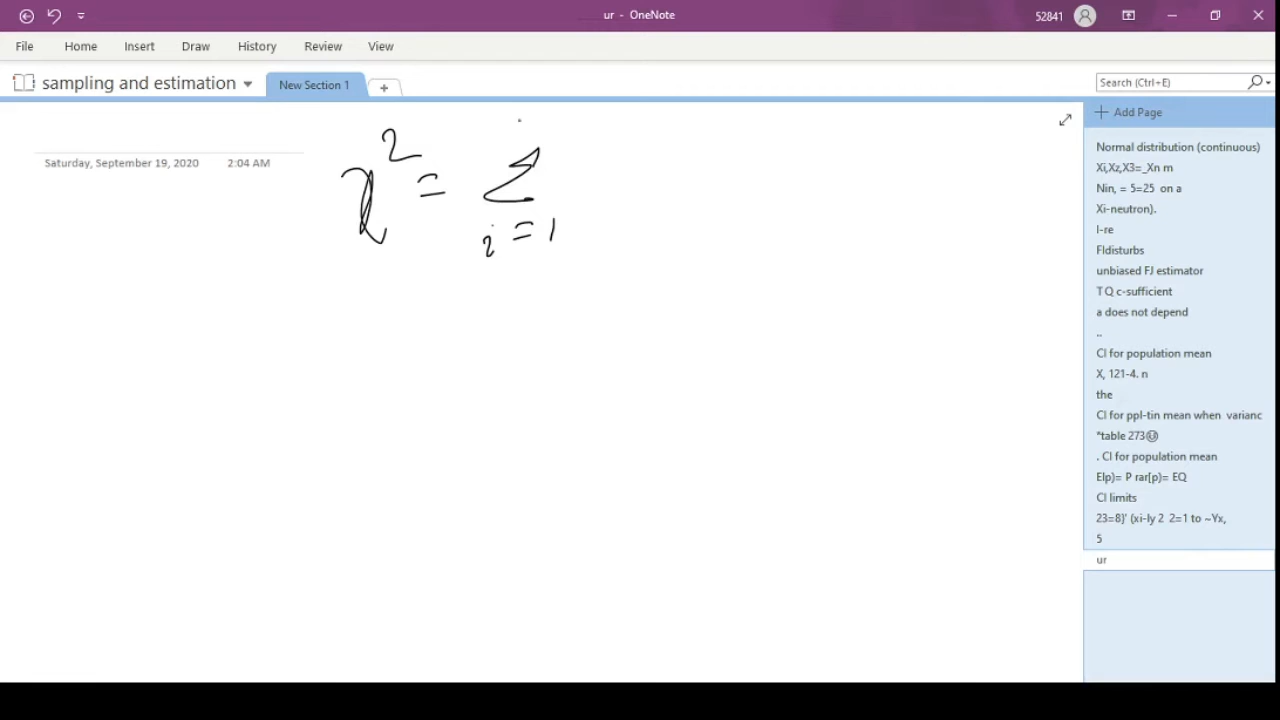 ur - OneNote
52841
File Home Insert Draw History Review View
sampling and estimation
New Section 1
Search (Ctrl+E)
Add Page
Saturday, September 19, 2020 2:04 AM
χ² = Σ
i = 1
Normal distribution (continuous)
Xi,Xz,X3=_Xn m
Nin, = 5=25 on a
Xi-neutron).
I-re
FIdisturbs
unbiased FJ estimator
T Q c-sufficient
a does not depend
..
CI for population mean
X, 121-4. n
the
CI for ppl-tin mean when varianc
*table 273
. CI for population mean
EIp)= P rar[p)= EQ
CI limits
23=8)' (xi-ly 2 2=1 to ~Yx,
5
ur